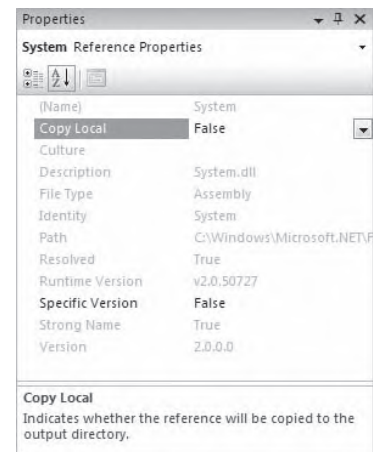 Properties
System Reference Properties
(Name) System
Copy Local False
Culture
Description System.dll
File Type Assembly
Identity System
Path C:\Windows\Microsoft.NET\F
Resolved True
Runtime Version v2.0.50727
Specific Version False
Strong Name True
Version 2.0.0.0
Copy Local
Indicates whether the reference will be copied to the
output directory.